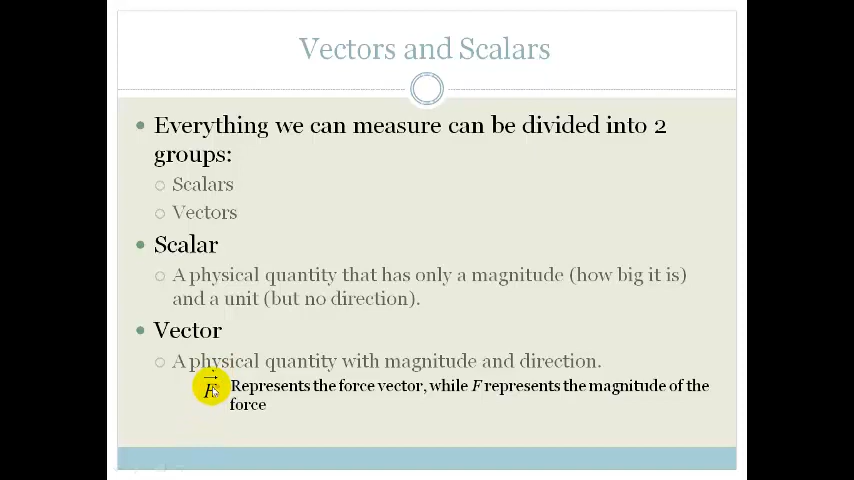 Vectors and Scalars
Everything we can measure can be divided into 2
groups:
Scalars
Vectors
Scalar
A physical quantity that has only a magnitude (how big it is)
and a unit (but no direction).
Vector
A physical quantity with magnitude and direction.
F Represents the force vector, while F represents the magnitude of the
force